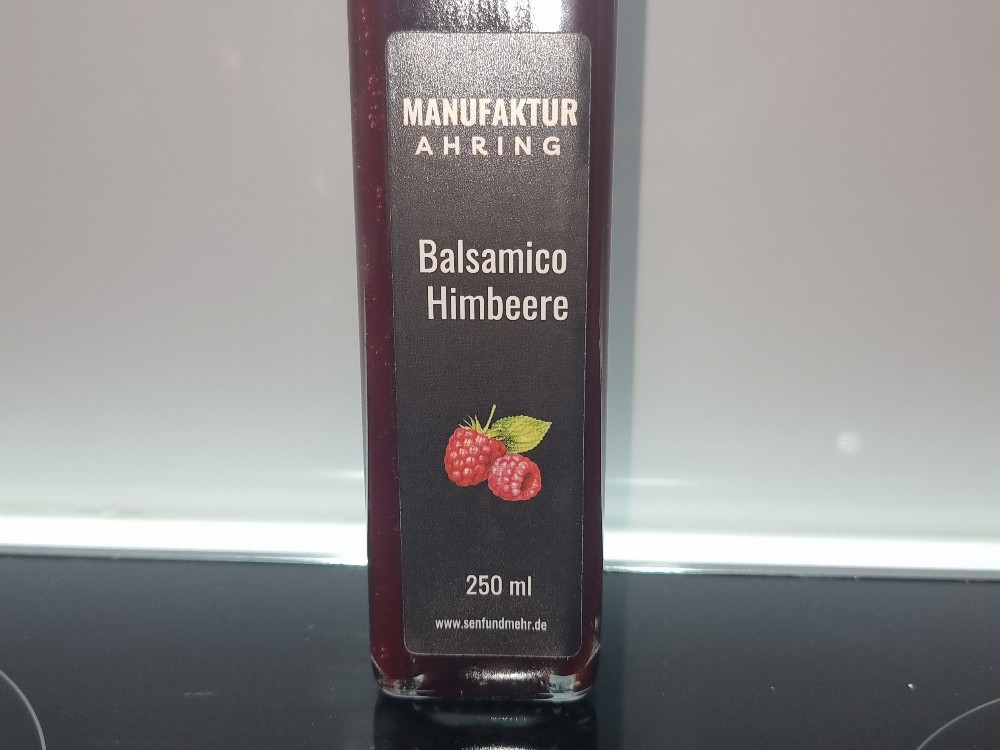 MANUFAKTUR
AHRING
Balsamico
Himbeere
250 ml
www.senfundmehr.de